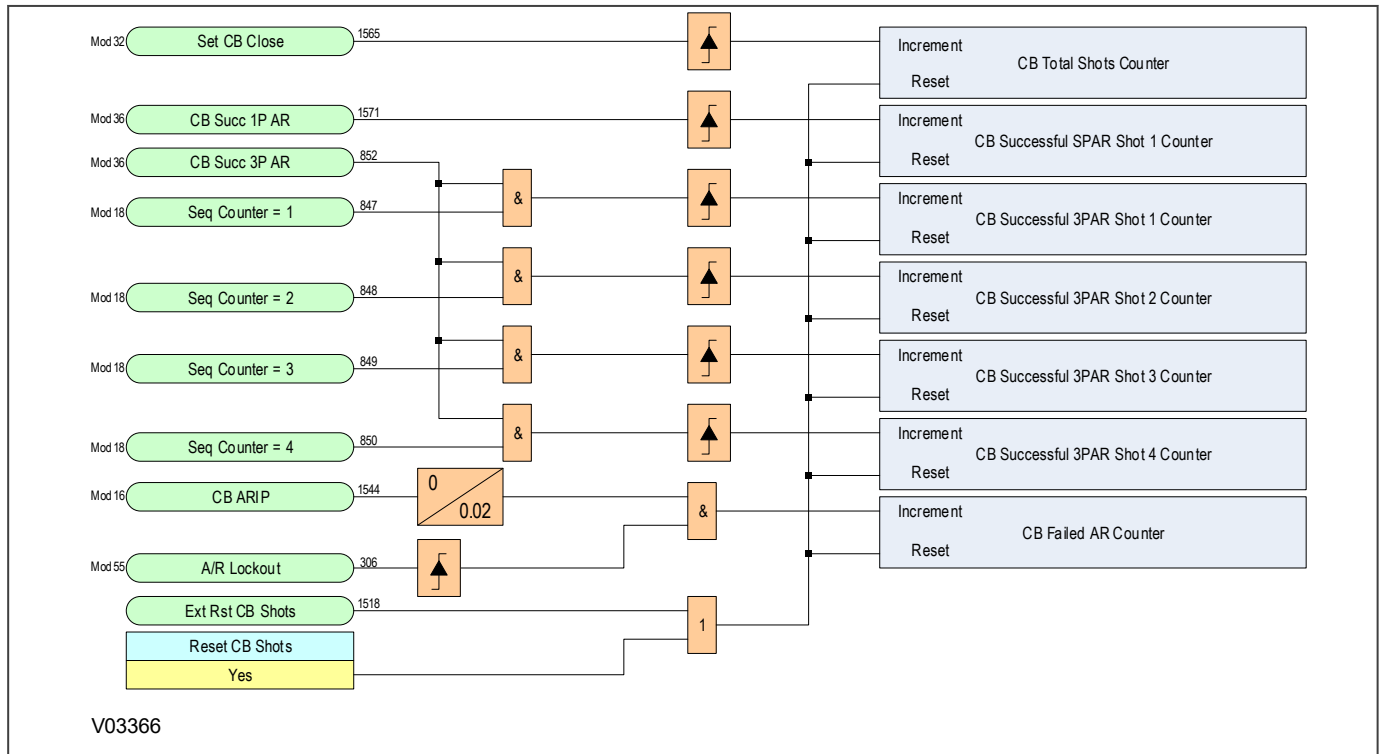 Mod 32 Set CB Close 1565
Increment
CB Total Shots Counter
Reset
Mod 36 CB Succ 1P AR 1571
Increment
CB Successful SPAR Shot 1 Counter
Reset
Mod 36 CB Succ 3P AR 852
Mod 18 Seq Counter = 1 847
&
Increment
CB Successful 3PAR Shot 1 Counter
Reset
Mod 18 Seq Counter = 2 848
&
Increment
CB Successful 3PAR Shot 2 Counter
Reset
Mod 18 Seq Counter = 3 849
&
Increment
CB Successful 3PAR Shot 3 Counter
Reset
Mod 18 Seq Counter = 4 850
&
Increment
CB Successful 3PAR Shot 4 Counter
Reset
Mod 16 CB ARIP 1544
0
0.02
&
Increment
CB Failed AR Counter
Reset
Mod 55 A/R Lockout 306
Ext Rst CB Shots 1518
1
Reset CB Shots
Yes
V03366